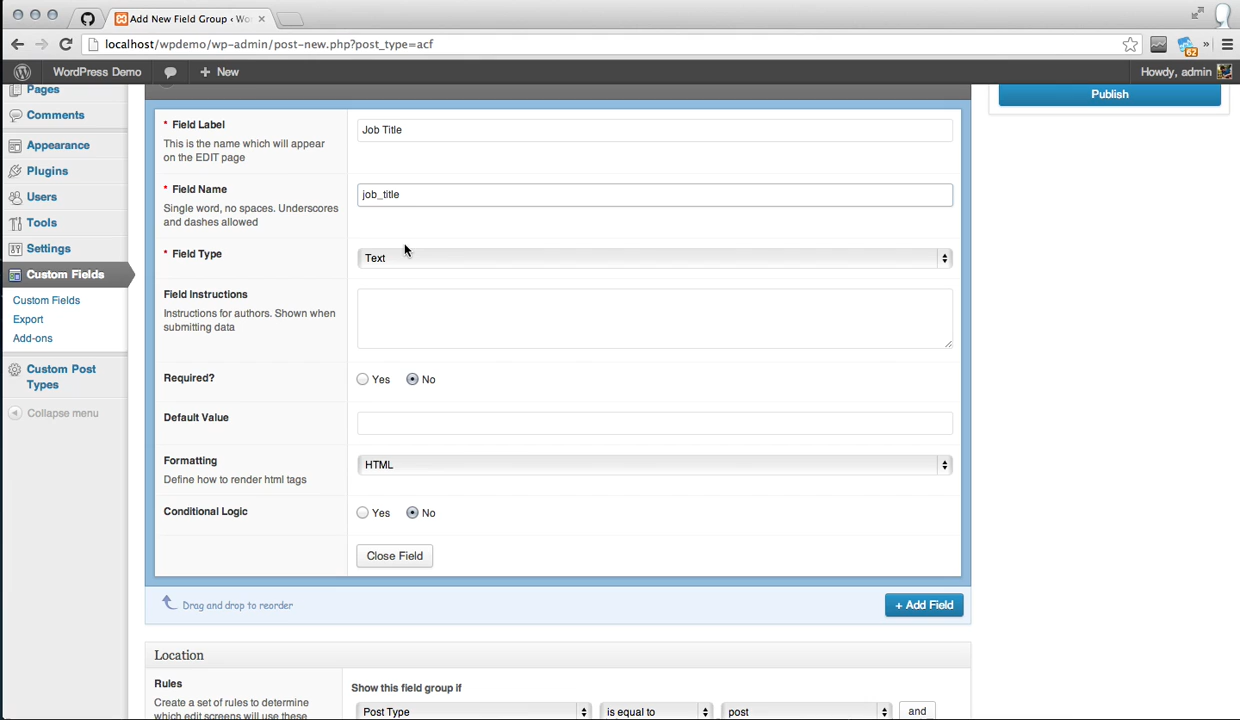 Add New Field Group ‹ Wo
localhost/wpdemo/wp-admin/post-new.php?post_type=acf
62
»
WordPress Demo
+ New
Howdy, admin
Pages
Comments
Appearance
Plugins
Users
Tools
Settings
Custom Fields
Custom Fields
Export
Add-ons
Custom Post
Types
Collapse menu
* Field Label
This is the name which will appear
on the EDIT page
Job Title
* Field Name
Single word, no spaces. Underscores
and dashes allowed
job_title
* Field Type
Text
Field Instructions
Instructions for authors. Shown when
submitting data
Required?
Yes No
Default Value
Formatting
Define how to render html tags
HTML
Conditional Logic
Yes No
Close Field
Drag and drop to reorder
+ Add Field
Location
Rules
Create a set of rules to determine
which edit screens will use these
Show this field group if
Post Type is equal to post and
Publish